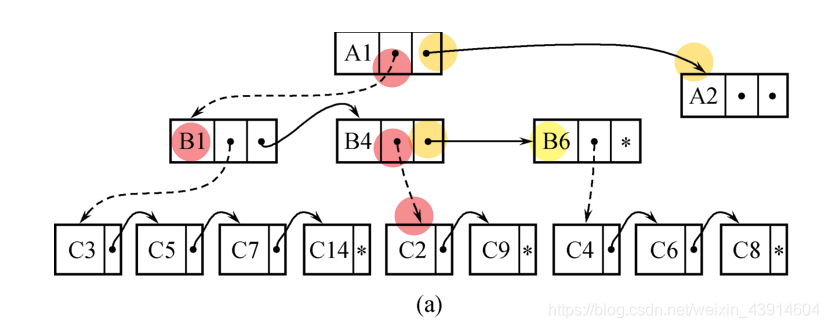 A1
A2
B1 B4 B6 *
C3 C5 C7 C14 * C2 C9 * C4 C6 C8 *
(a)
https://blog.csdn.net/weixin_43914604